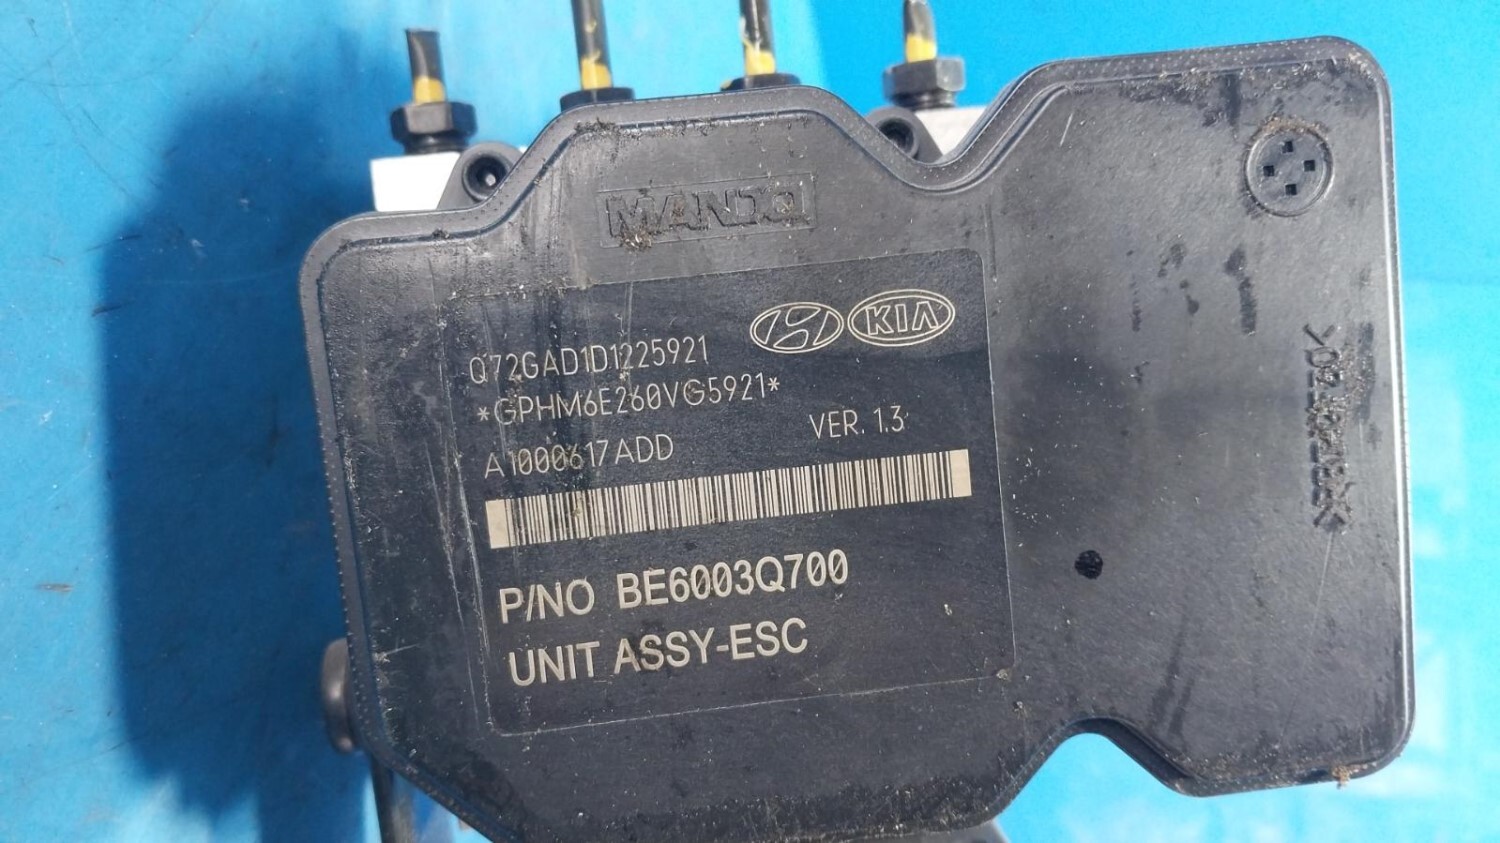 MANDO
KIA
Q72GAD1D1225921
*GPHM6E260VG5921*
A1000617ADD
VER. 1.3
P/NO BE6003Q700
UNIT ASSY-ESC